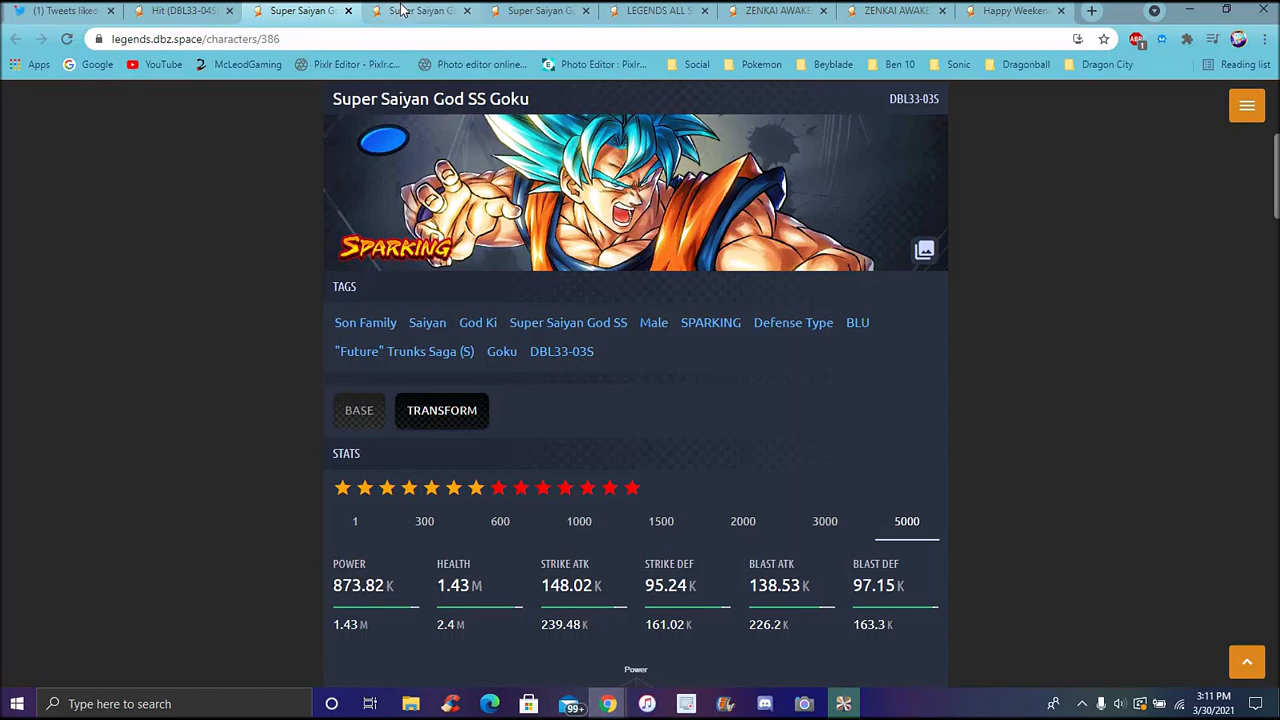 (1) Tweets liked
Hit (DBL33-04S
Super Saiyan G
Super Saiyan Go
Super Saiyan Go
LEGENDS ALL S
ZENKAI AWAKE
ZENKAI AWAKE
Happy Weeken
legends.dbz.space/characters/386
ABP
1
Apps
Google
YouTube
McLeodGaming
Pixlr Editor - Pixlr.c...
Photo editor online...
Photo Editor : Pixlr...
Social
Pokemon
Beyblade
Ben 10
Sonic
Dragonball
Dragon City
Reading list
Super Saiyan God SS Goku
DBL33-03S
SPARKING
TAGS
Son Family Saiyan God Ki Super Saiyan God SS Male SPARKING Defense Type BLU
"Future" Trunks Saga (S) Goku DBL33-03S
BASE TRANSFORM
STATS
1 300 600 1000 1500 2000 3000 5000
POWER HEALTH STRIKE ATK STRIKE DEF BLAST ATK BLAST DEF
873.82 K 1.43 M 148.02 K 95.24 K 138.53 K 97.15 K
1.43 M 2.4 M 239.48 K 161.02 K 226.2 K 163.3 K
Power
Type here to search
99+
3:11 PM
3/30/2021